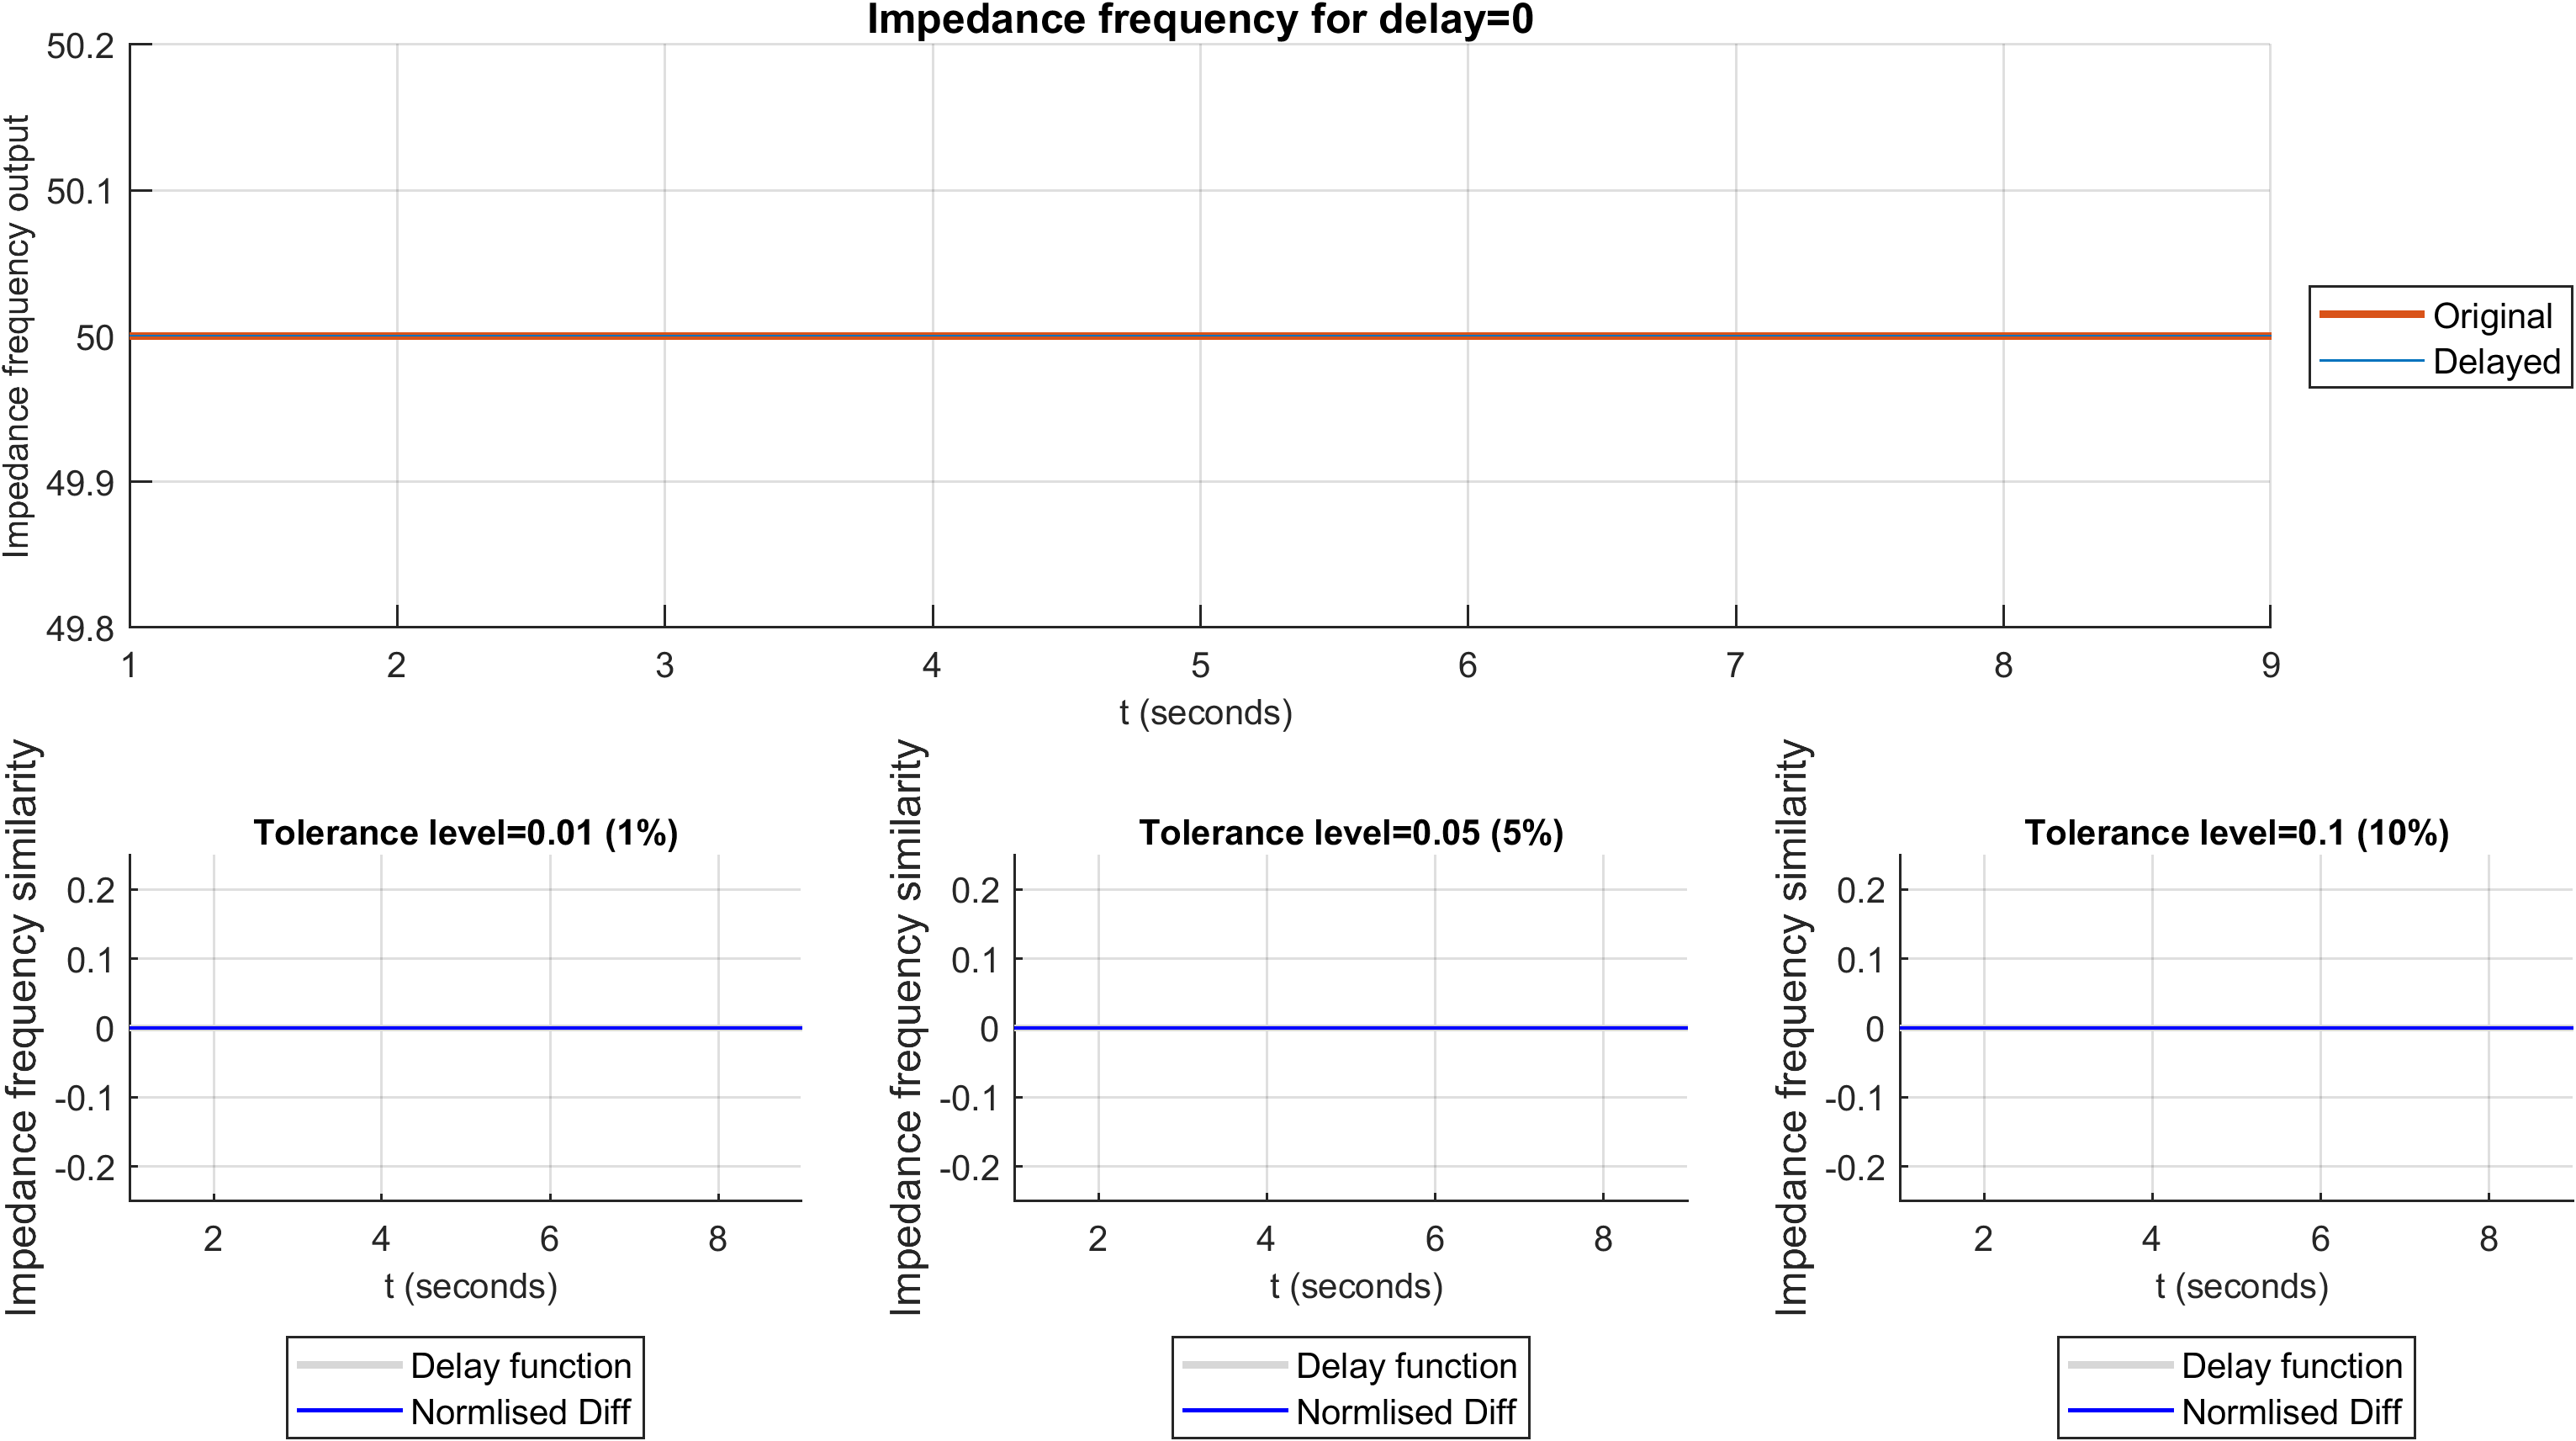 Impedance frequency for delay=0
Impedance frequency output
50.2
50.1
50
49.9
49.8
1 2 3 4 5 6 7 8 9
t (seconds)
Original
Delayed
Tolerance level=0.01 (1%)
Impedance frequency similarity
0.2
0.1
0
-0.1
-0.2
2 4 6 8
t (seconds)
Delay function
Normlised Diff
Tolerance level=0.05 (5%)
Impedance frequency similarity
0.2
0.1
0
-0.1
-0.2
2 4 6 8
t (seconds)
Delay function
Normlised Diff
Tolerance level=0.1 (10%)
Impedance frequency similarity
0.2
0.1
0
-0.1
-0.2
2 4 6 8
t (seconds)
Delay function
Normlised Diff